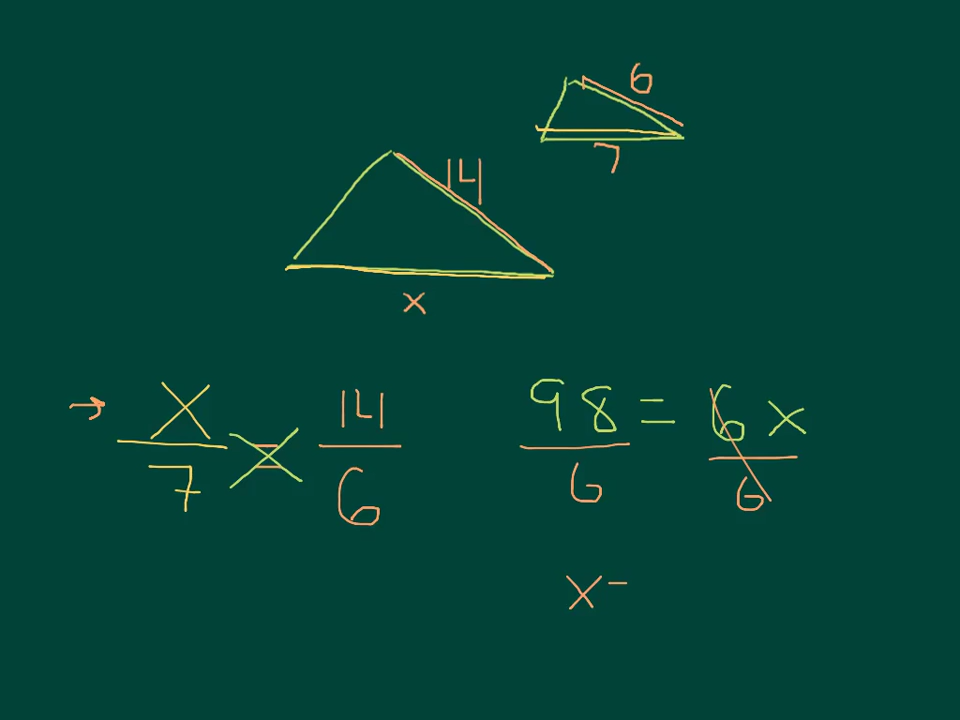 6
7
14
x
→ x/7 = 14/6
98/6 = 6x/6
x =